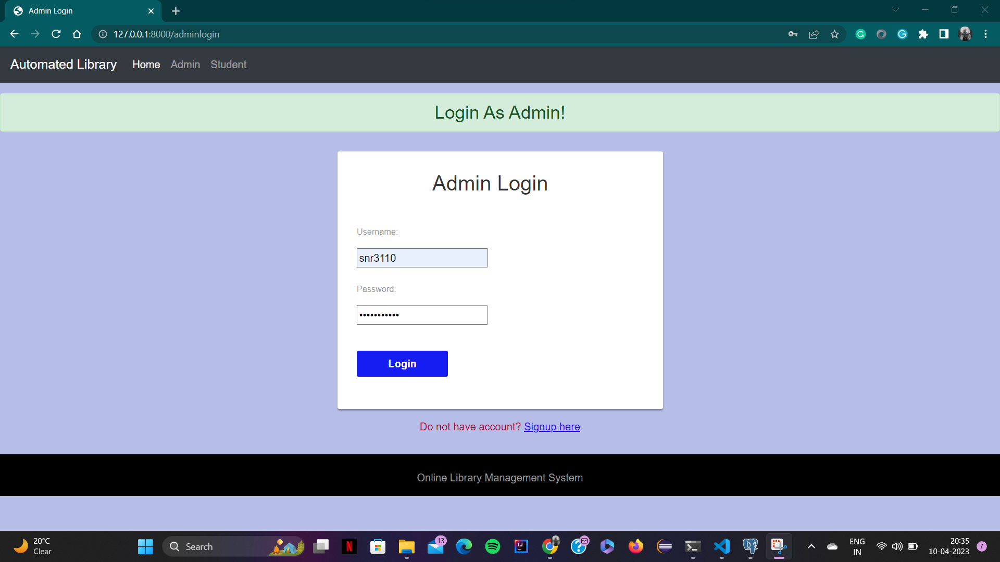 Admin Login
127.0.0.1:8000/adminlogin
Automated Library Home Admin Student
Login As Admin!
Admin Login
Username:
snr3110
Password:
•••••••••••
Login
Do not have account? Signup here
Online Library Management System
20°C
Clear
Search
13
ENG
IN
20:35
10-04-2023
7